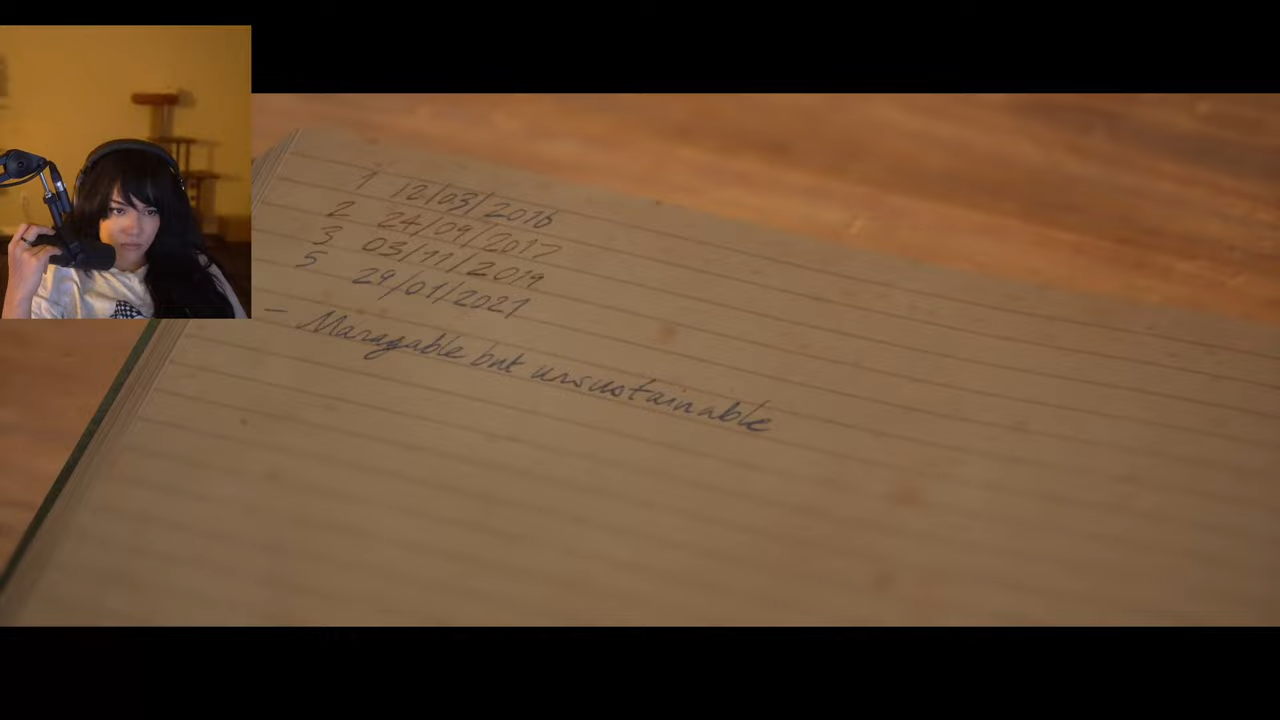 1 12/03/2016
2 24/09/2017
3 03/11/2019
5 29/01/2021
- Managable but unsustainable